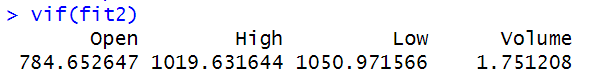 > vif(fit2)
Open High Low Volume
784.652647 1019.631644 1050.971566 1.751208